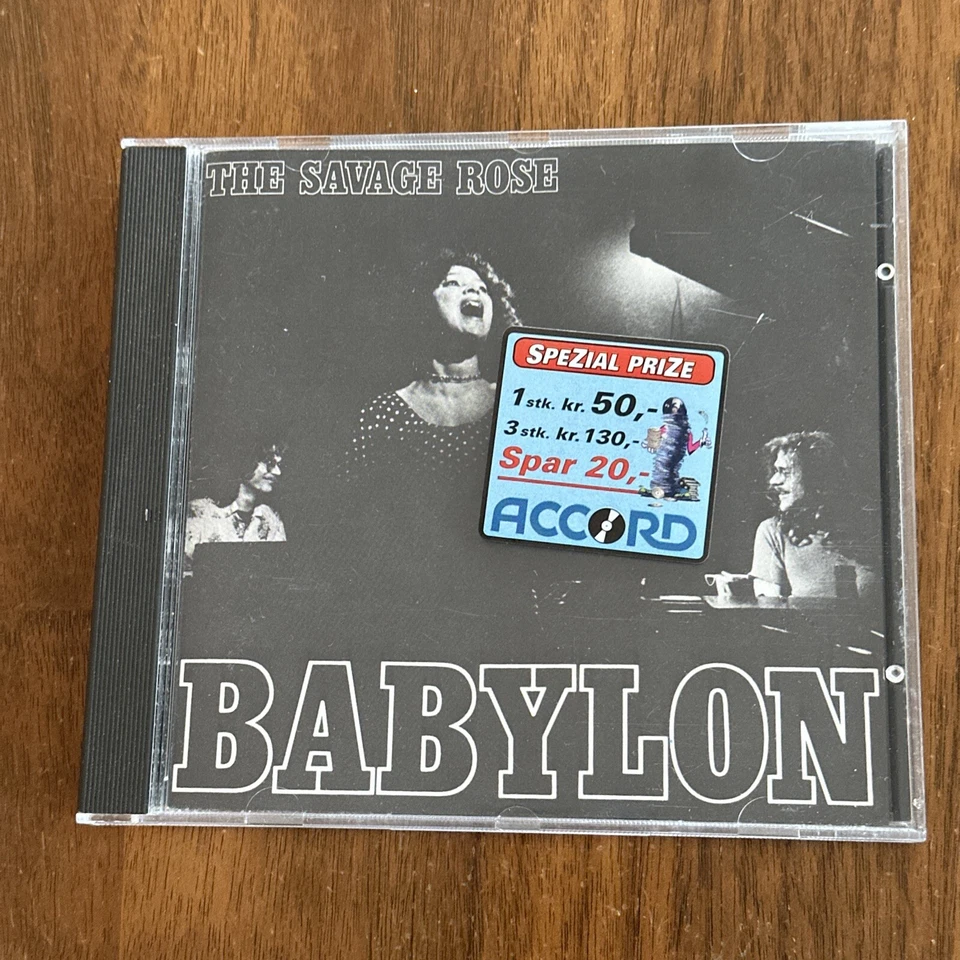 THE SAVAGE ROSE
SPEZIAL PRIZE
1 stk. kr. 50,-
3 stk. kr. 130,-
Spar 20,-
ACCORD
BABYLON